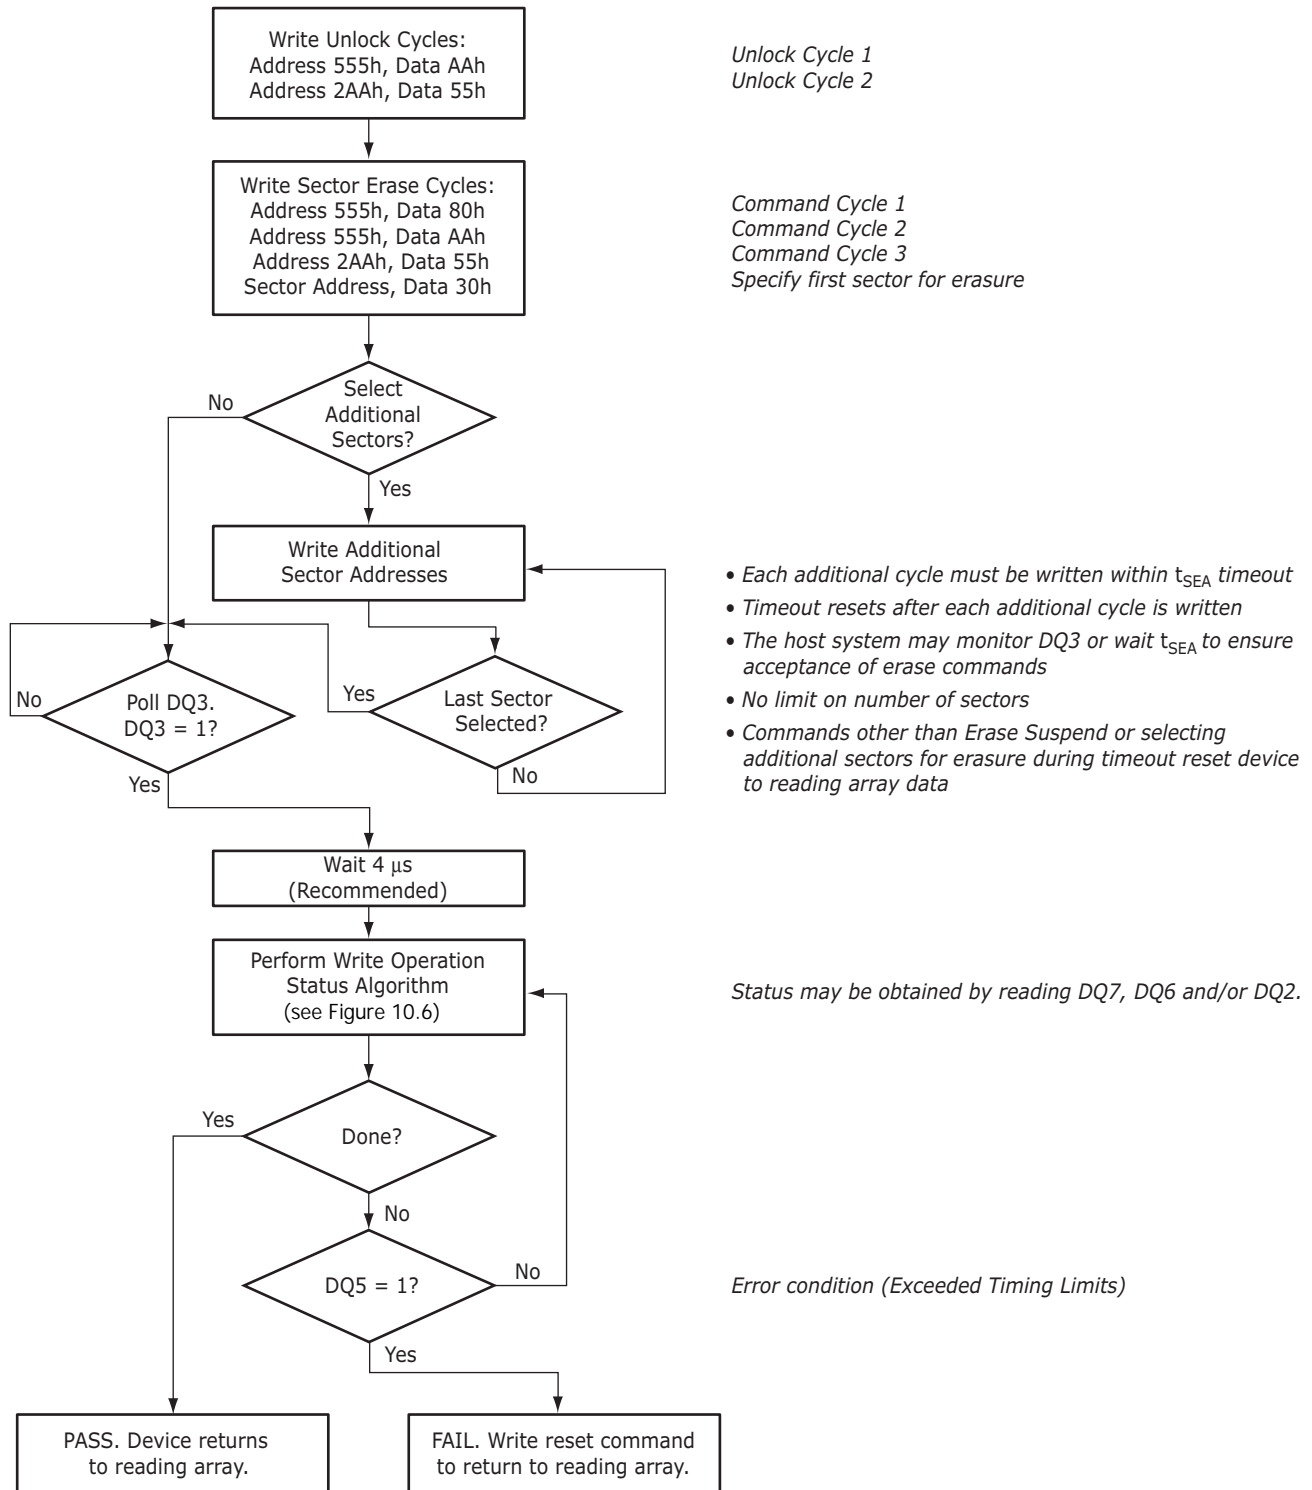 Write Unlock Cycles:
Address 555h, Data AAh
Address 2AAh, Data 55h
Unlock Cycle 1
Unlock Cycle 2
Write Sector Erase Cycles:
Address 555h, Data 80h
Address 555h, Data AAh
Address 2AAh, Data 55h
Sector Address, Data 30h
Command Cycle 1
Command Cycle 2
Command Cycle 3
Specify first sector for erasure
Select
Additional
Sectors?
No
Yes
Write Additional
Sector Addresses
• Each additional cycle must be written within tSEA timeout
• Timeout resets after each additional cycle is written
• The host system may monitor DQ3 or wait tSEA to ensure
acceptance of erase commands
• No limit on number of sectors
• Commands other than Erase Suspend or selecting
additional sectors for erasure during timeout reset device
to reading array data
No
Poll DQ3.
DQ3 = 1?
Yes
Yes
Last Sector
Selected?
No
Wait 4 μs
(Recommended)
Perform Write Operation
Status Algorithm
(see Figure 10.6)
Status may be obtained by reading DQ7, DQ6 and/or DQ2.
Yes
Done?
No
DQ5 = 1?
No
Error condition (Exceeded Timing Limits)
Yes
PASS. Device returns
to reading array.
FAIL. Write reset command
to return to reading array.